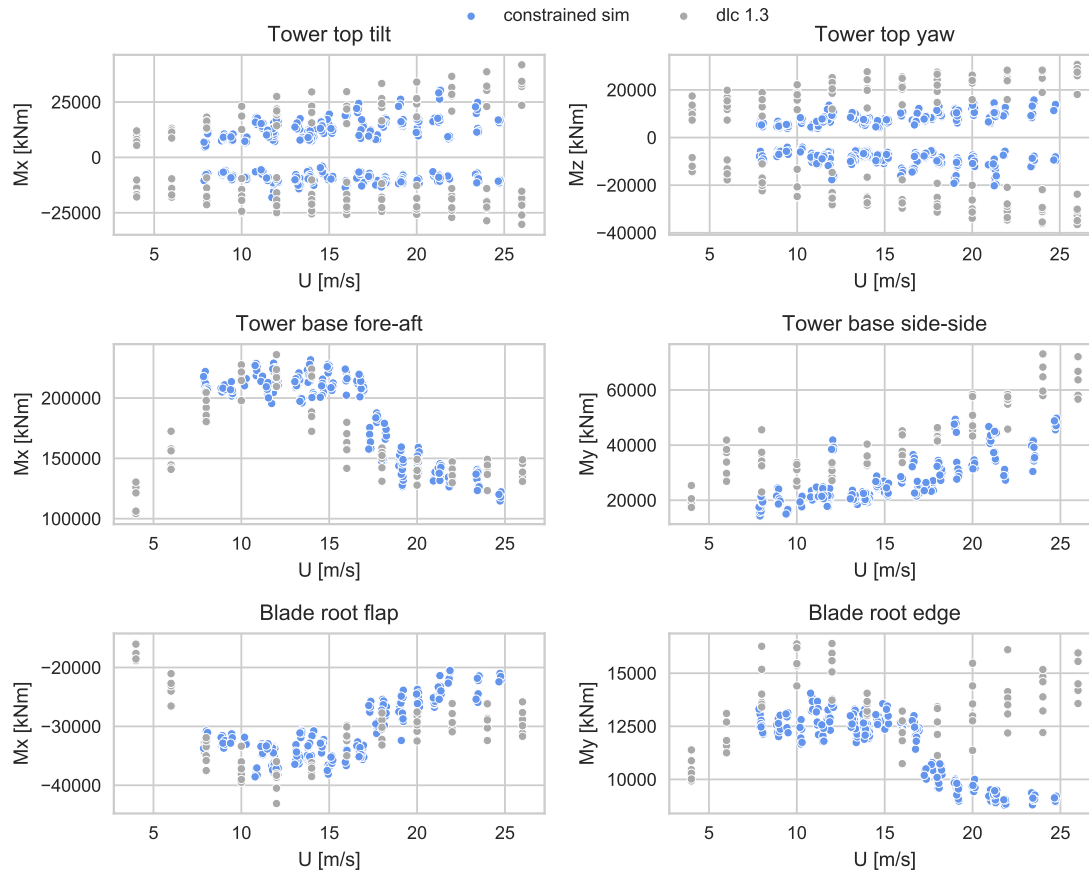 constrained sim dlc 1.3
Tower top tilt Tower top yaw
Mx [kNm]
25000
0
−25000
5 10 15 20 25
U [m/s]
Mz [kNm]
20000
0
−20000
−40000
5 10 15 20 25
U [m/s]
Tower base fore-aft Tower base side-side
Mx [kNm]
200000
150000
100000
5 10 15 20 25
U [m/s]
My [kNm]
60000
40000
20000
5 10 15 20 25
U [m/s]
Blade root flap Blade root edge
Mx [kNm]
−20000
−30000
−40000
5 10 15 20 25
U [m/s]
My [kNm]
15000
12500
10000
5 10 15 20 25
U [m/s]